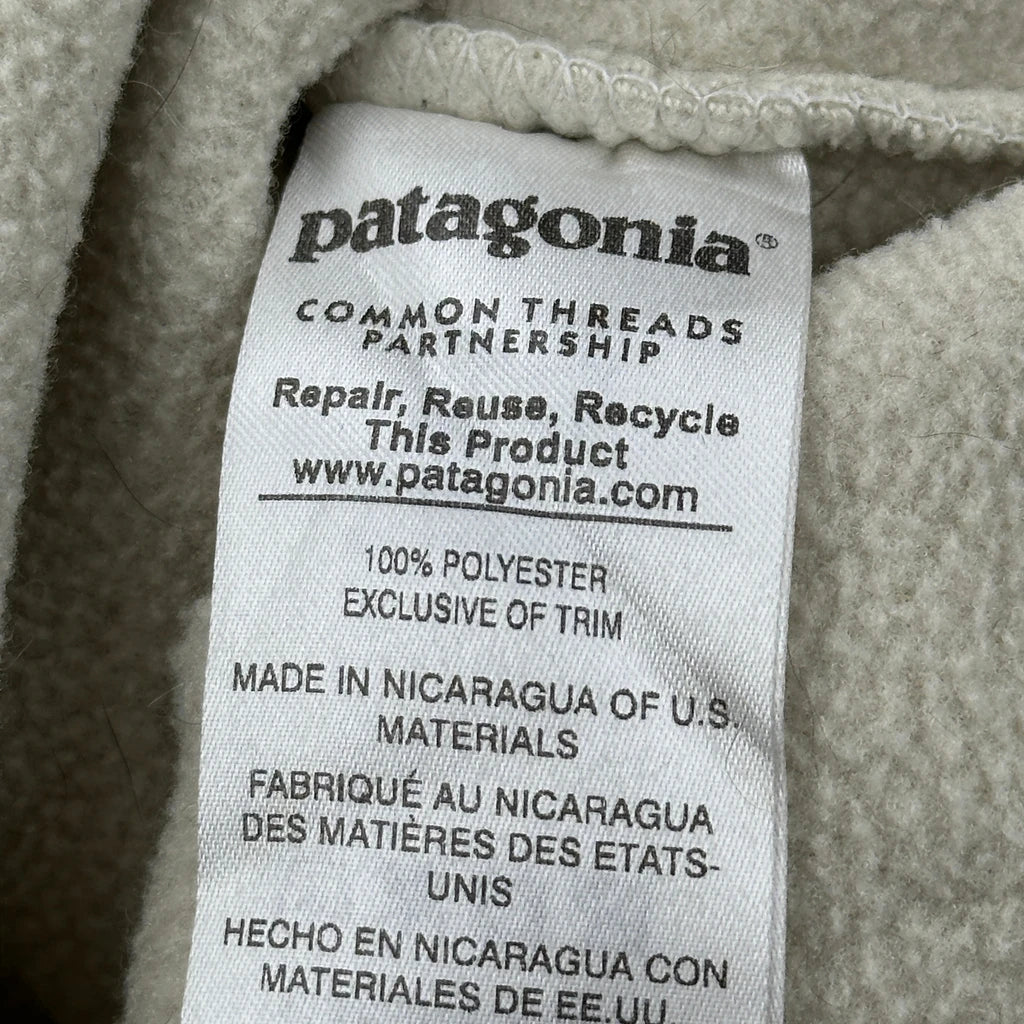 patagonia®
COMMON THREADS
PARTNERSHIP
Repair, Reuse, Recycle
This Product
www.patagonia.com
100% POLYESTER
EXCLUSIVE OF TRIM
MADE IN NICARAGUA OF U.S.
MATERIALS
FABRIQUÉ AU NICARAGUA
DES MATIÈRES DES ETATS-
UNIS
HECHO EN NICARAGUA CON
MATERIALES DE EE.UU.